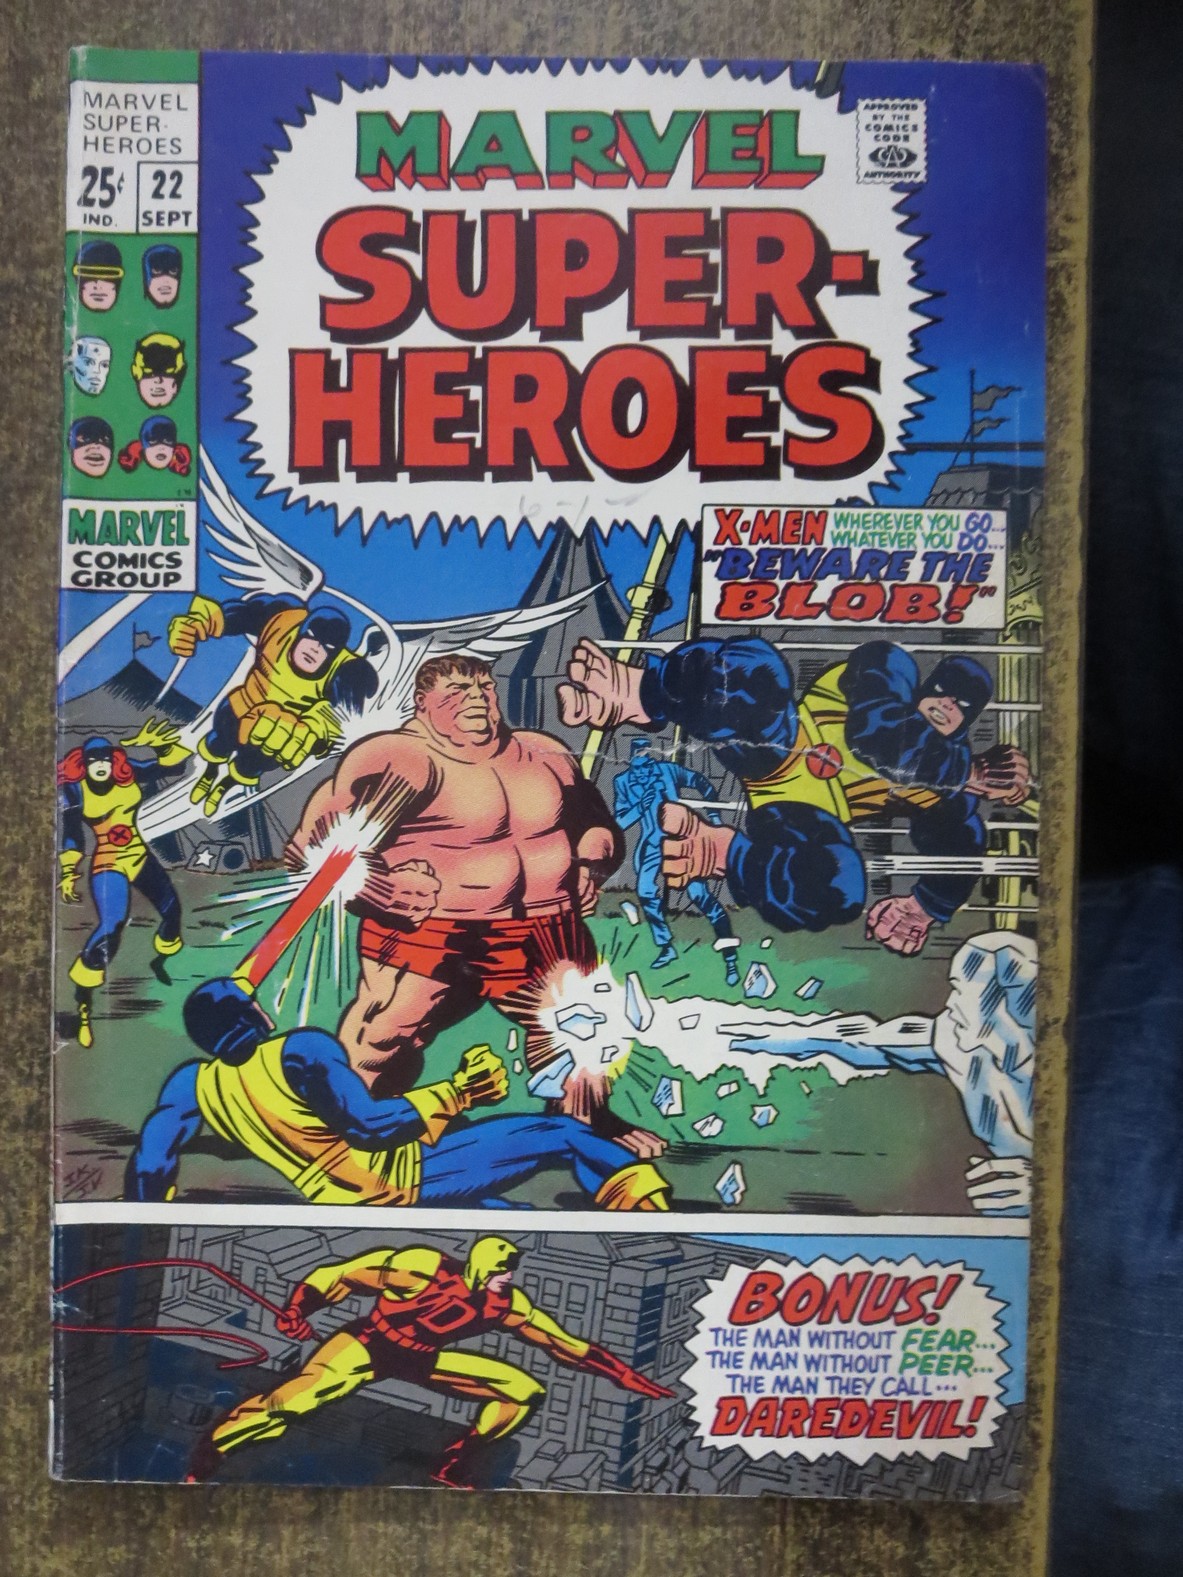 MARVEL
SUPER-
HEROES
25¢
IND.
22
SEPT
MARVEL
COMICS
GROUP
MARVEL
SUPER-
HEROES
APPROVED
BY THE
COMICS
CODE
CA
AUTHORITY
X-MEN WHEREVER YOU GO...
WHATEVER YOU DO...
"BEWARE THE
BLOB!"
DD
BONUS!
THE MAN WITHOUT FEAR...
THE MAN WITHOUT PEER...
THE MAN THEY CALL...
DAREDEVIL!